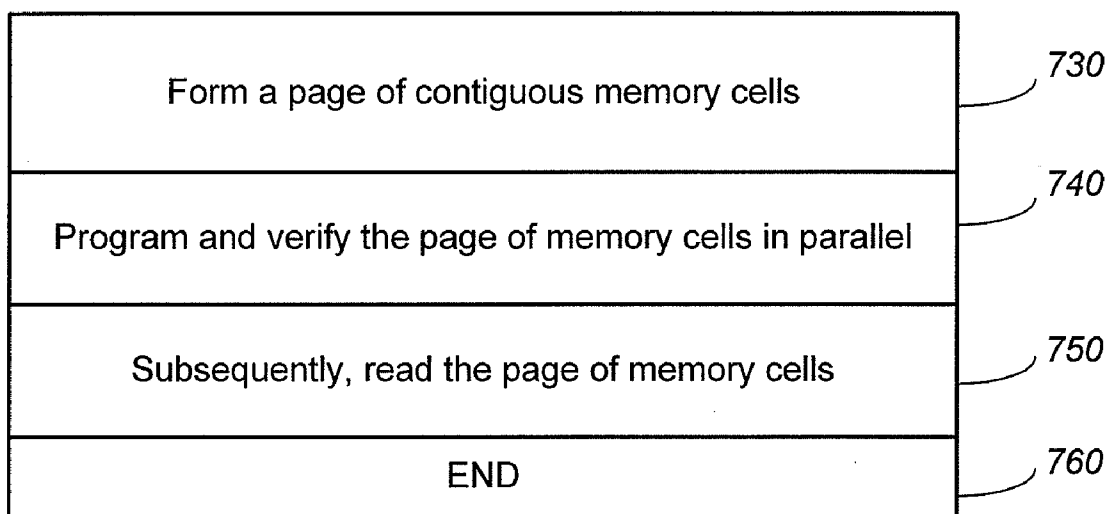 Form a page of contiguous memory cells
730
Program and verify the page of memory cells in parallel
740
Subsequently, read the page of memory cells
750
END
760